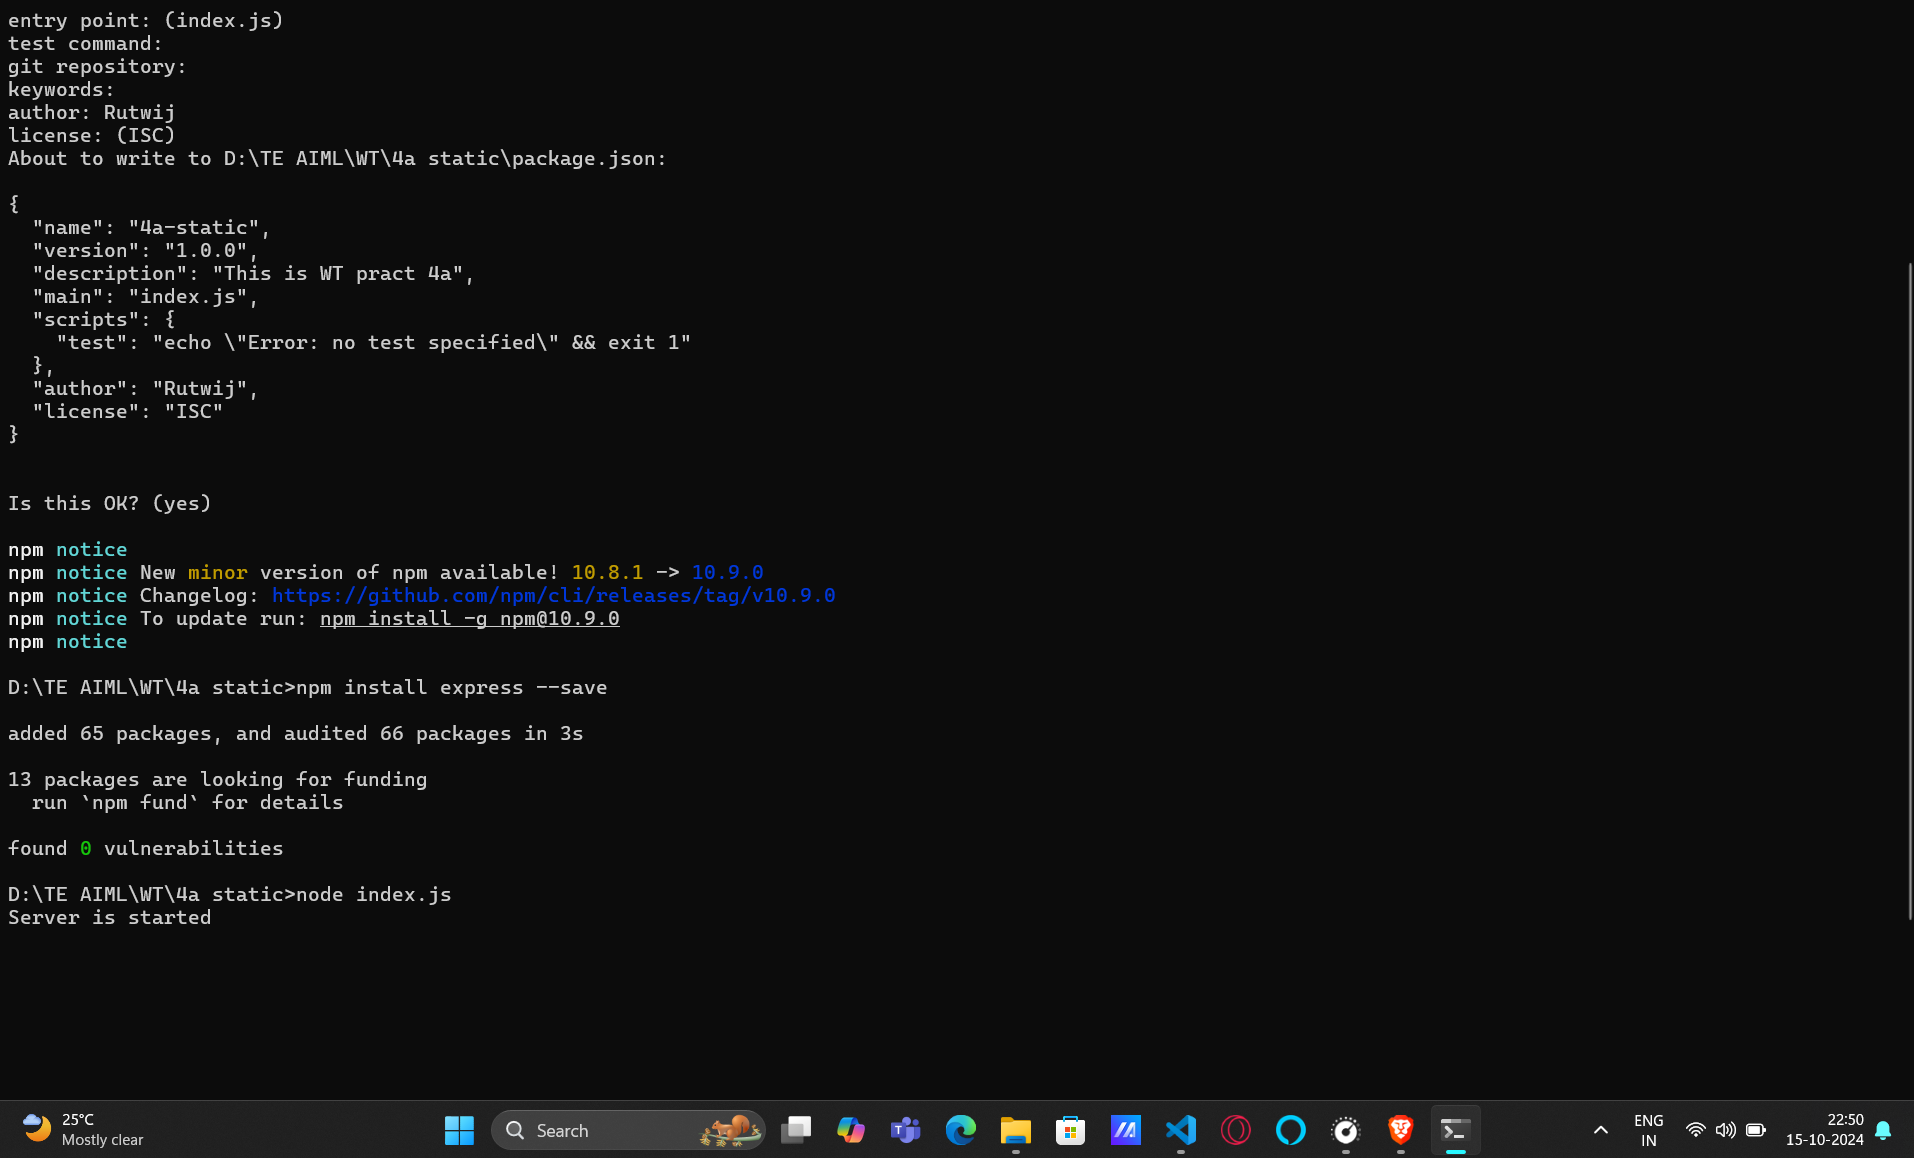 entry point: (index.js)
test command:
git repository:
keywords:
author: Rutwij
license: (ISC)
About to write to D:\TE AIML\WT\4a static\package.json:
{
  "name": "4a-static",
  "version": "1.0.0",
  "description": "This is WT pract 4a",
  "main": "index.js",
  "scripts": {
    "test": "echo \"Error: no test specified\" && exit 1"
  },
  "author": "Rutwij",
  "license": "ISC"
}
Is this OK? (yes)
npm notice
npm notice New minor version of npm available! 10.8.1 -> 10.9.0
npm notice Changelog: https://github.com/npm/cli/releases/tag/v10.9.0
npm notice To update run: npm install -g npm@10.9.0
npm notice
D:\TE AIML\WT\4a static>npm install express --save
added 65 packages, and audited 66 packages in 3s
13 packages are looking for funding
  run `npm fund` for details
found 0 vulnerabilities
D:\TE AIML\WT\4a static>node index.js
Server is started
25°C
Mostly clear
Search
ENG
IN
22:50
15-10-2024